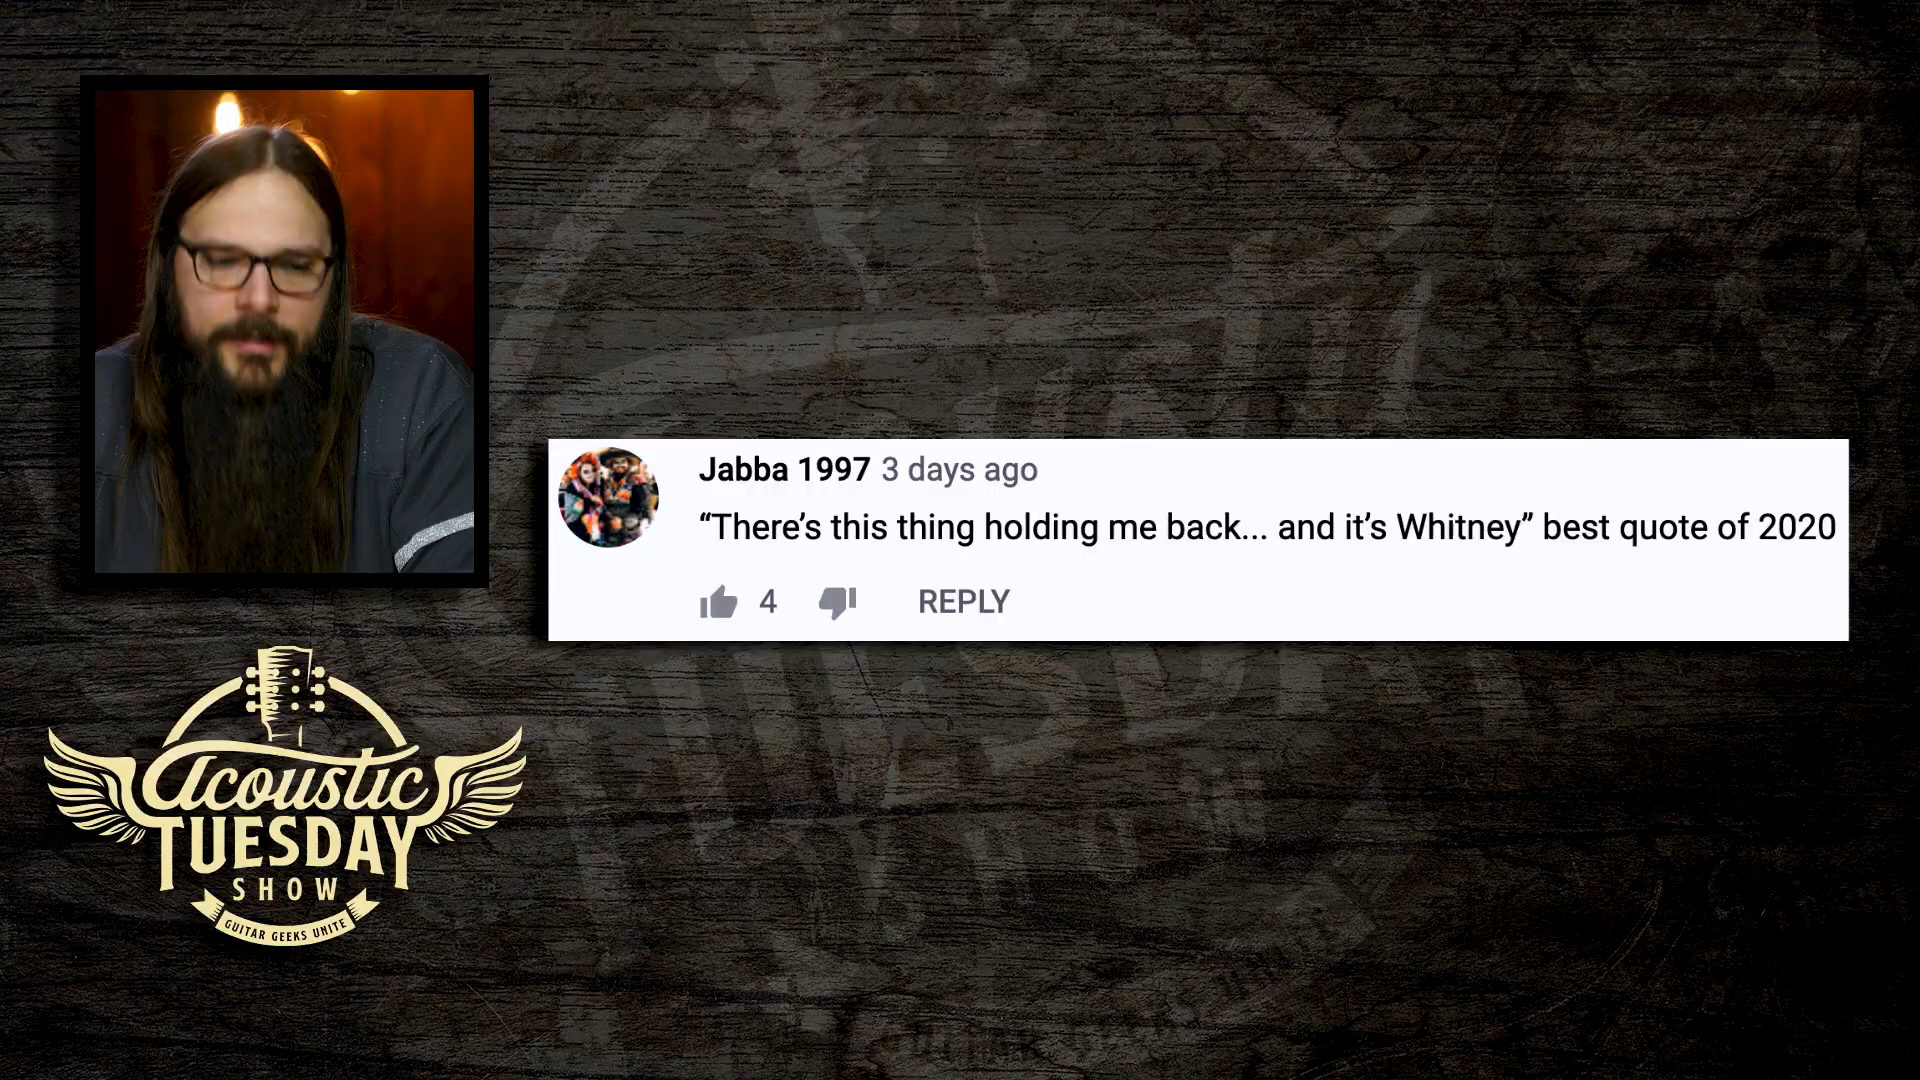 Jabba 1997 3 days ago
“There’s this thing holding me back... and it’s Whitney” best quote of 2020
4 REPLY
Acoustic
TUESDAY
SHOW
GUITAR GEEKS UNITE